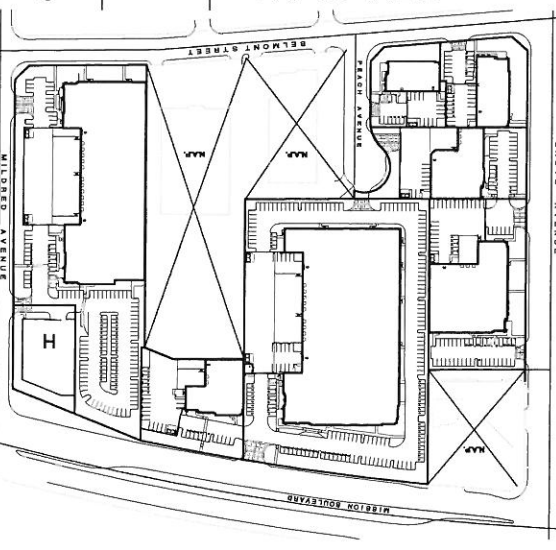 BELMONT STREET
PEACH AVENUE
N.A.P.
N.A.P.
MILDRED AVENUE
H
N.A.P.
MISSION BOULEVARD